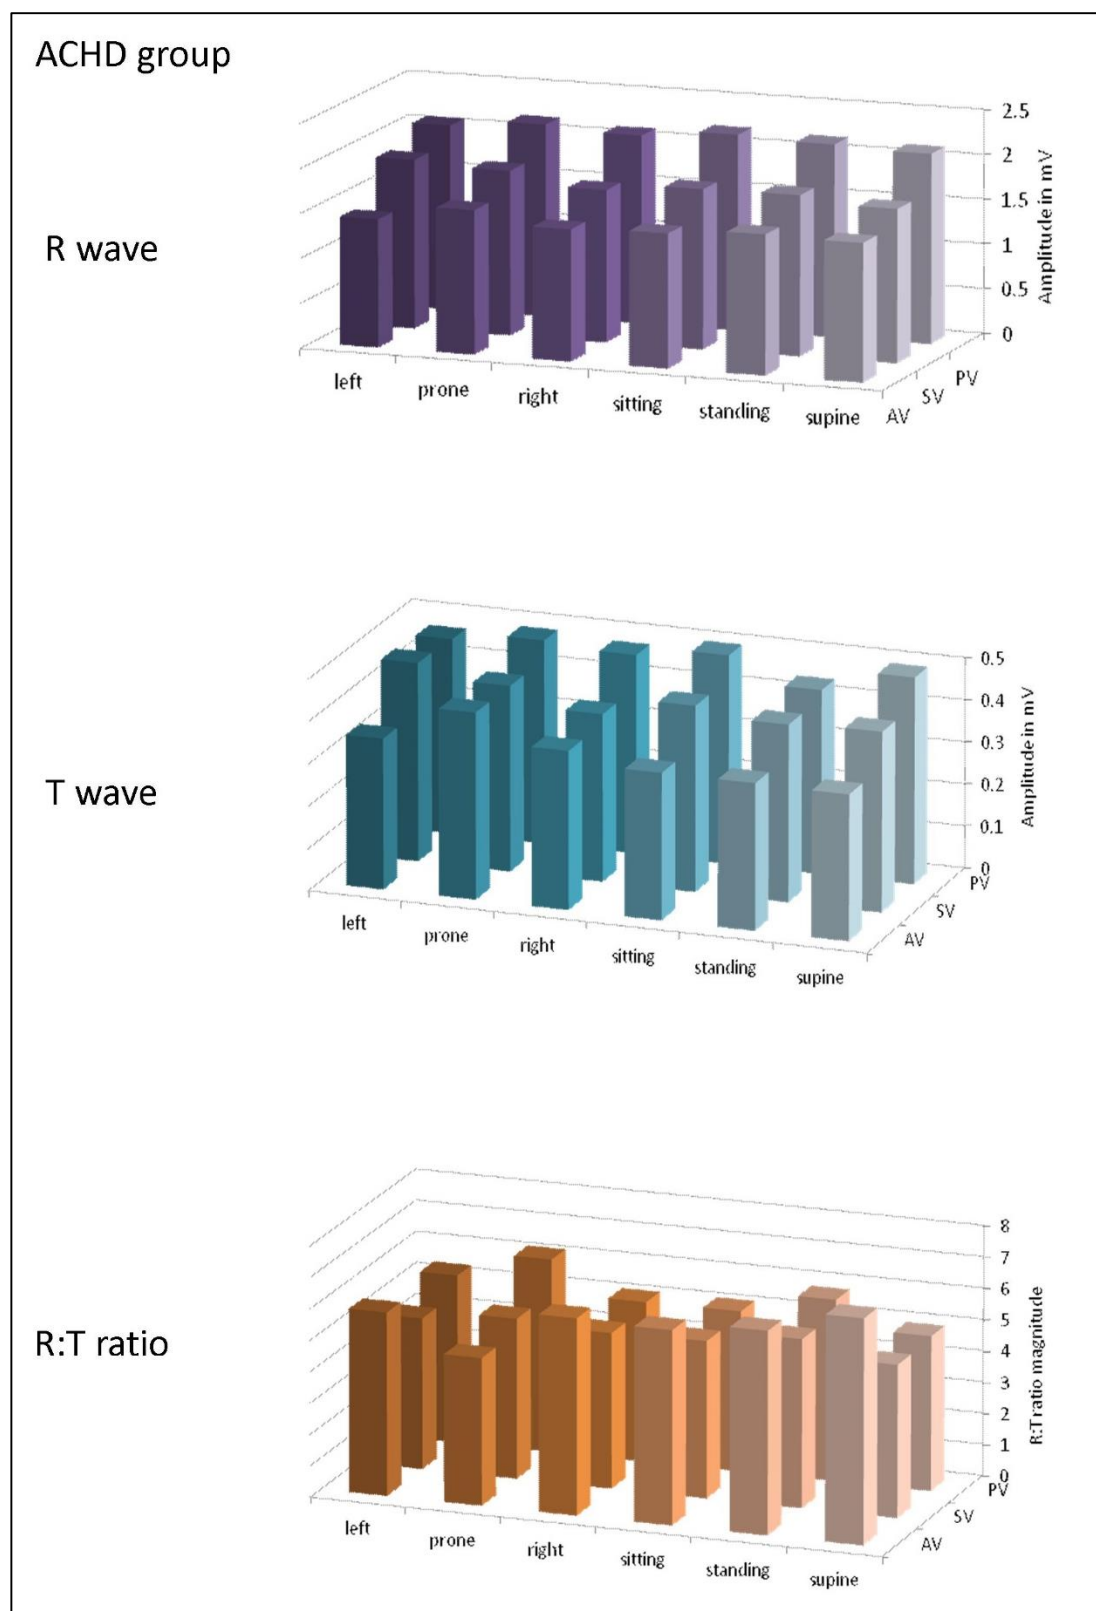 ACHD group
R wave
2.5
2
1.5
1
0.5
0
Amplitude in mV
PV
SV
AV
left
prone
right
sitting
standing
supine
T wave
0.5
0.4
0.3
0.2
0.1
0
Amplitude in mV
PV
SV
AV
left
prone
right
sitting
standing
supine
R:T ratio
8
7
6
5
4
3
2
1
0
R:T ratio magnitude
PV
SV
AV
left
prone
right
sitting
standing
supine